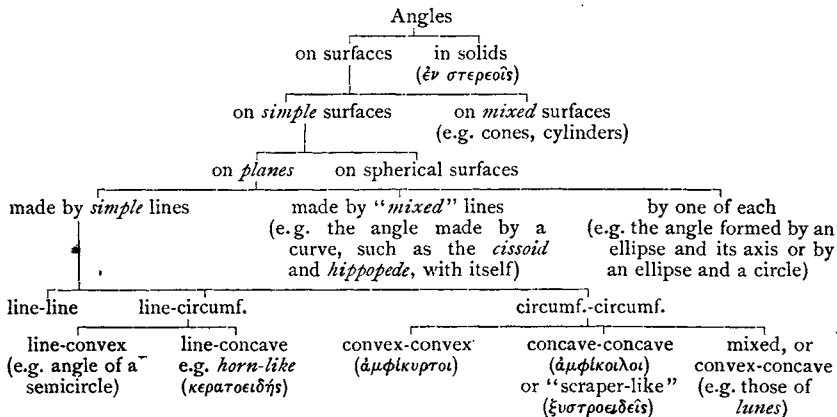 Angles
on surfaces in solids
(ἐν στερεοῖς)
on simple surfaces on mixed surfaces
(e.g. cones, cylinders)
on planes on spherical surfaces
made by simple lines made by “mixed” lines by one of each
(e.g. the angle made by a (e.g. the angle formed by an
curve, such as the cissoid ellipse and its axis or by
and hippopede, with itself) an ellipse and a circle)
line-line line-circumf. circumf.-circumf.
line-convex line-concave convex-convex concave-concave mixed, or
(e.g. angle of a e.g. horn-like (ἀμφίκυρτοι) (ἀμφίκοιλοι) convex-concave
semicircle) (κερατοειδής) or “scraper-like” (e.g. those of
(ξυστροειδεῖς) lunes)